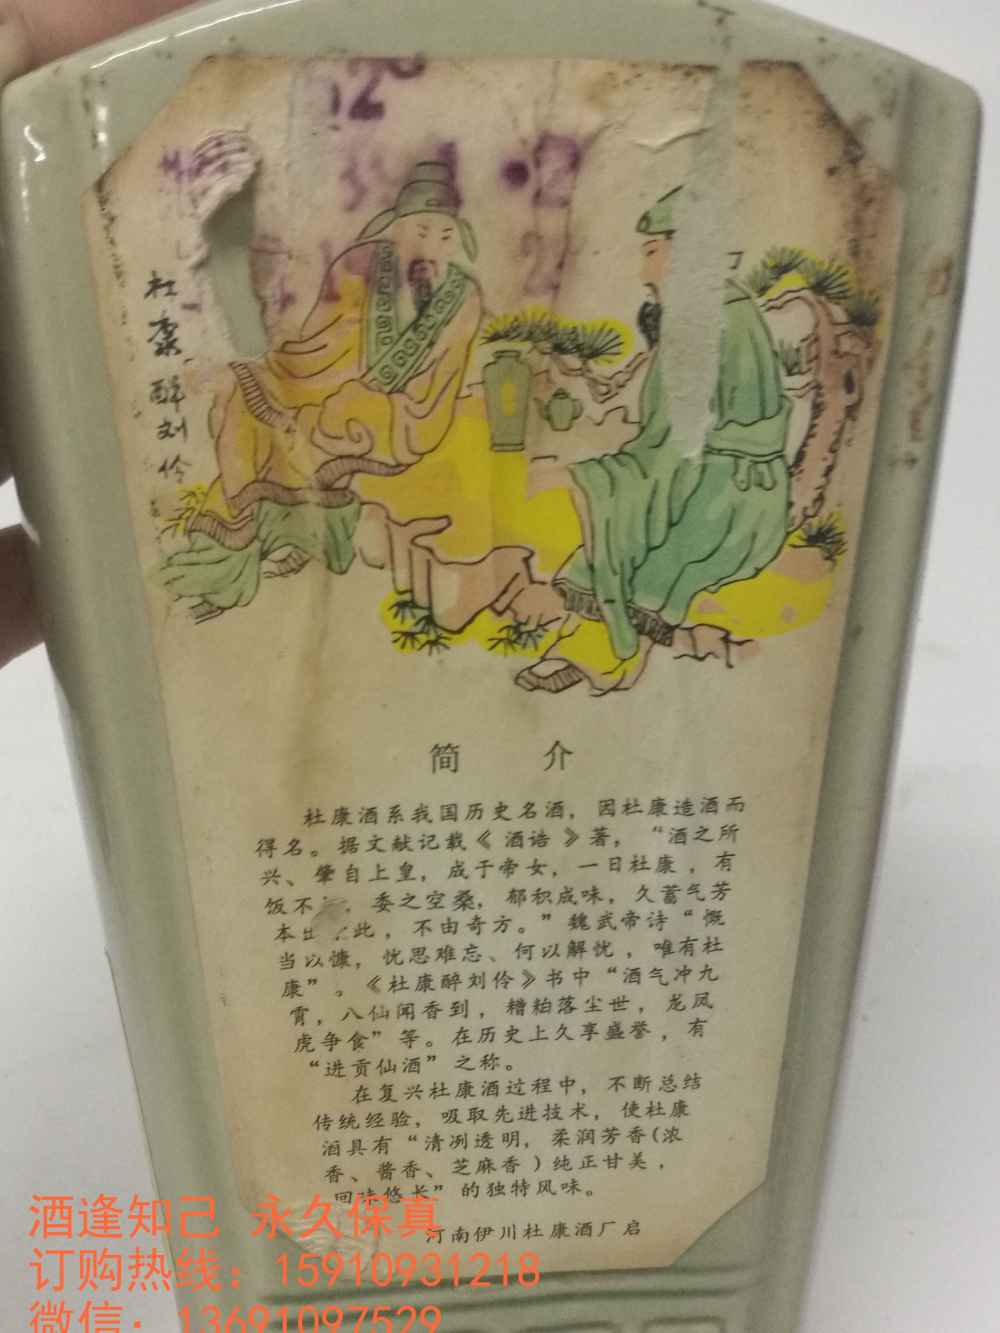 杜康醉刘伶
简 介
杜康酒系我国历史名酒，因杜康造酒而
得名。据文献记载《酒诰》著，“酒之所
兴、肇自上皇，成于帝女，一日杜康，有
饭不，委之空桑，郁积成味，久蓄气芳
本出此，不由奇方。”魏武帝诗“慨
当以慷，忧思难忘、何以解忧，唯有杜
康”。《杜康醉刘伶》书中“酒气冲九
霄，八仙闻香到，糟粕落尘世，龙凤
虎争食”等。在历史上久享盛誉，有
“进贡仙酒”之称。
在复兴杜康酒过程中，不断总结
传统经验，吸取先进技术，使杜康
酒具有“清冽透明，柔润芳香(浓
香、酱香、芝麻香)纯正甘美，
回味悠长”的独特风味。
河南伊川杜康酒厂启
酒逢知己 永久保真
订购热线：15910931218
微信：13691097529